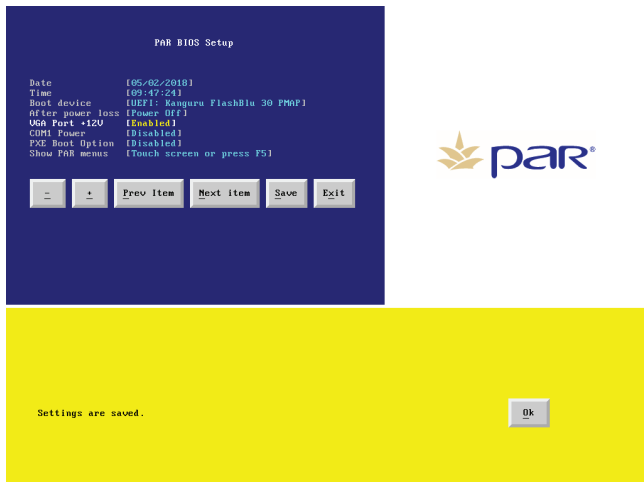 PAR BIOS Setup
Date [05/02/2018]
Time [09:47:24]
Boot device [UEFI: Kanguru FlashBlu 30 PMAP]
After power loss [Power Off]
VGA Port +12V [Enabled]
COM1 Power [Disabled]
PXE Boot Option [Disabled]
Show PAR menus [Touch screen or press F5]
- + Prev Item Next item Save Exit
par®
Settings are saved.
Ok